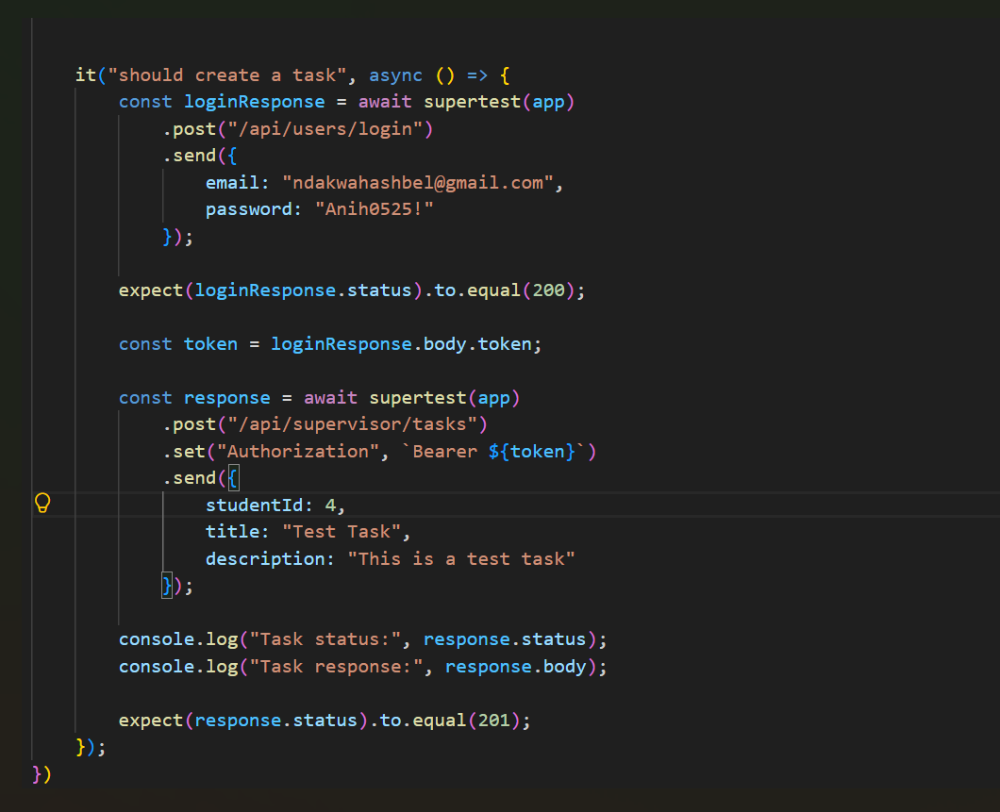 it("should create a task", async () => {
const loginResponse = await supertest(app)
.post("/api/users/login")
.send({
email: "ndakwahashbel@gmail.com",
password: "Anih0525!"
});
expect(loginResponse.status).to.equal(200);
const token = loginResponse.body.token;
const response = await supertest(app)
.post("/api/supervisor/tasks")
.set("Authorization", `Bearer ${token}`)
.send({
studentId: 4,
title: "Test Task",
description: "This is a test task"
});
console.log("Task status:", response.status);
console.log("Task response:", response.body);
expect(response.status).to.equal(201);
});
})